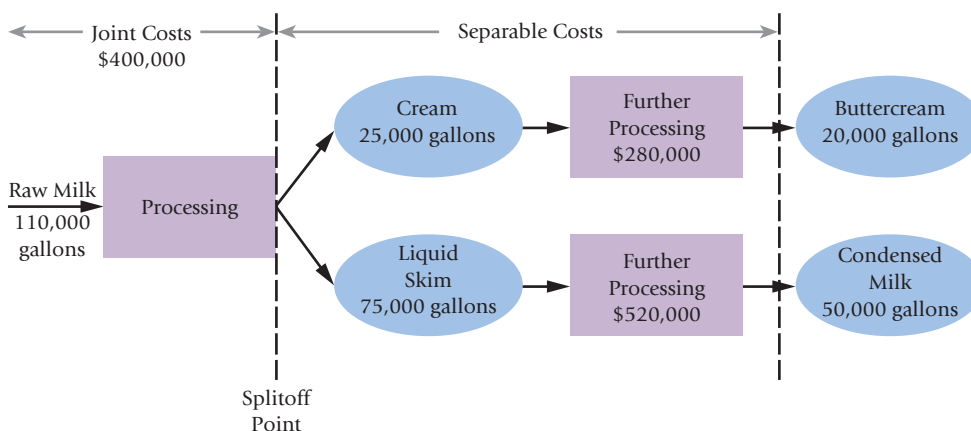 Joint Costs
$400,000
Separable Costs
Raw Milk
110,000
gallons
Processing
Cream
25,000 gallons
Further
Processing
$280,000
Buttercream
20,000 gallons
Liquid
Skim
75,000 gallons
Further
Processing
$520,000
Condensed
Milk
50,000 gallons
Splitoff
Point